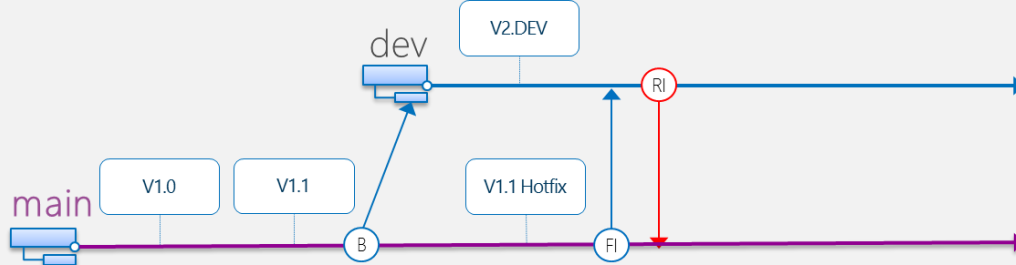 V2.DEV
dev
RI
V1.0
V1.1
V1.1 Hotfix
main
B
FI